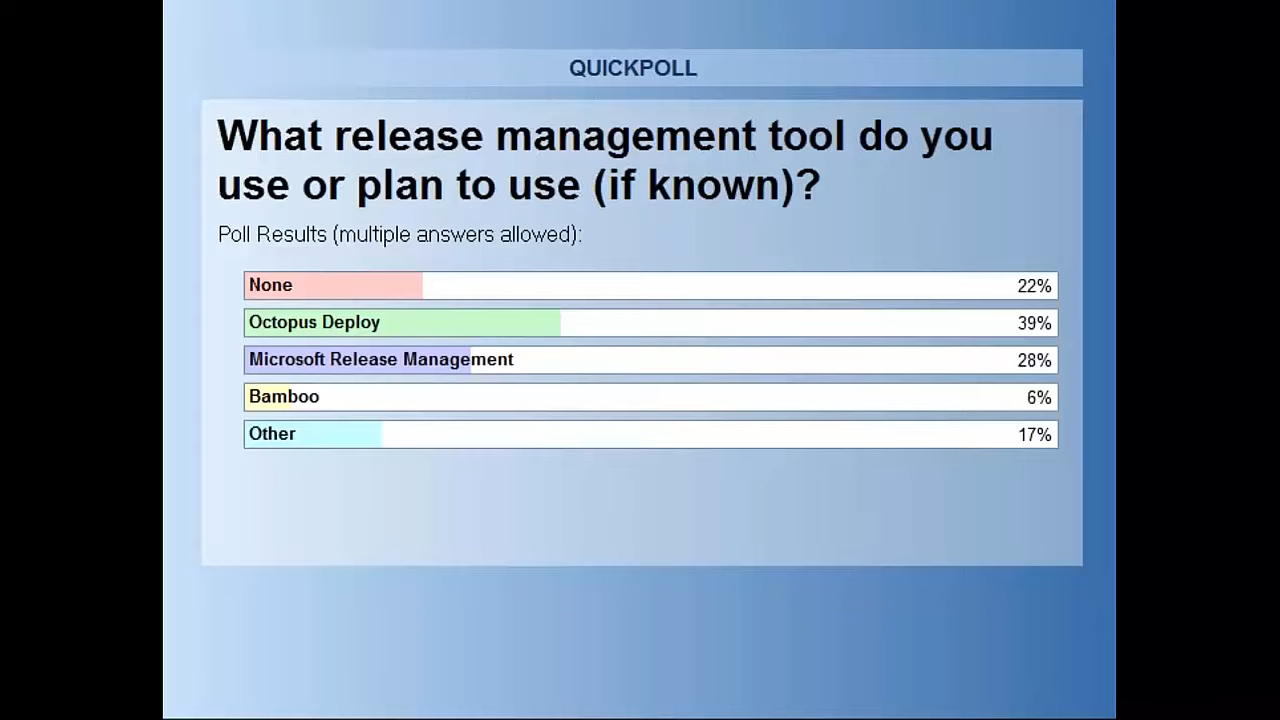 QUICKPOLL
What release management tool do you
use or plan to use (if known)?
Poll Results (multiple answers allowed):
None 22%
Octopus Deploy 39%
Microsoft Release Management 28%
Bamboo 6%
Other 17%